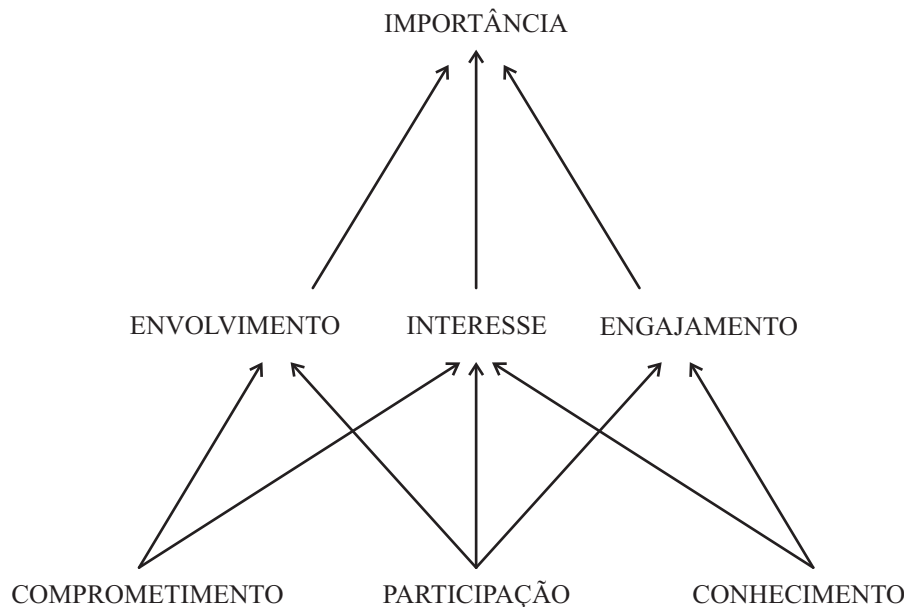 IMPORTÂNCIA
ENVOLVIMENTO INTERESSE ENGAJAMENTO
COMPROMETIMENTO PARTICIPAÇÃO CONHECIMENTO